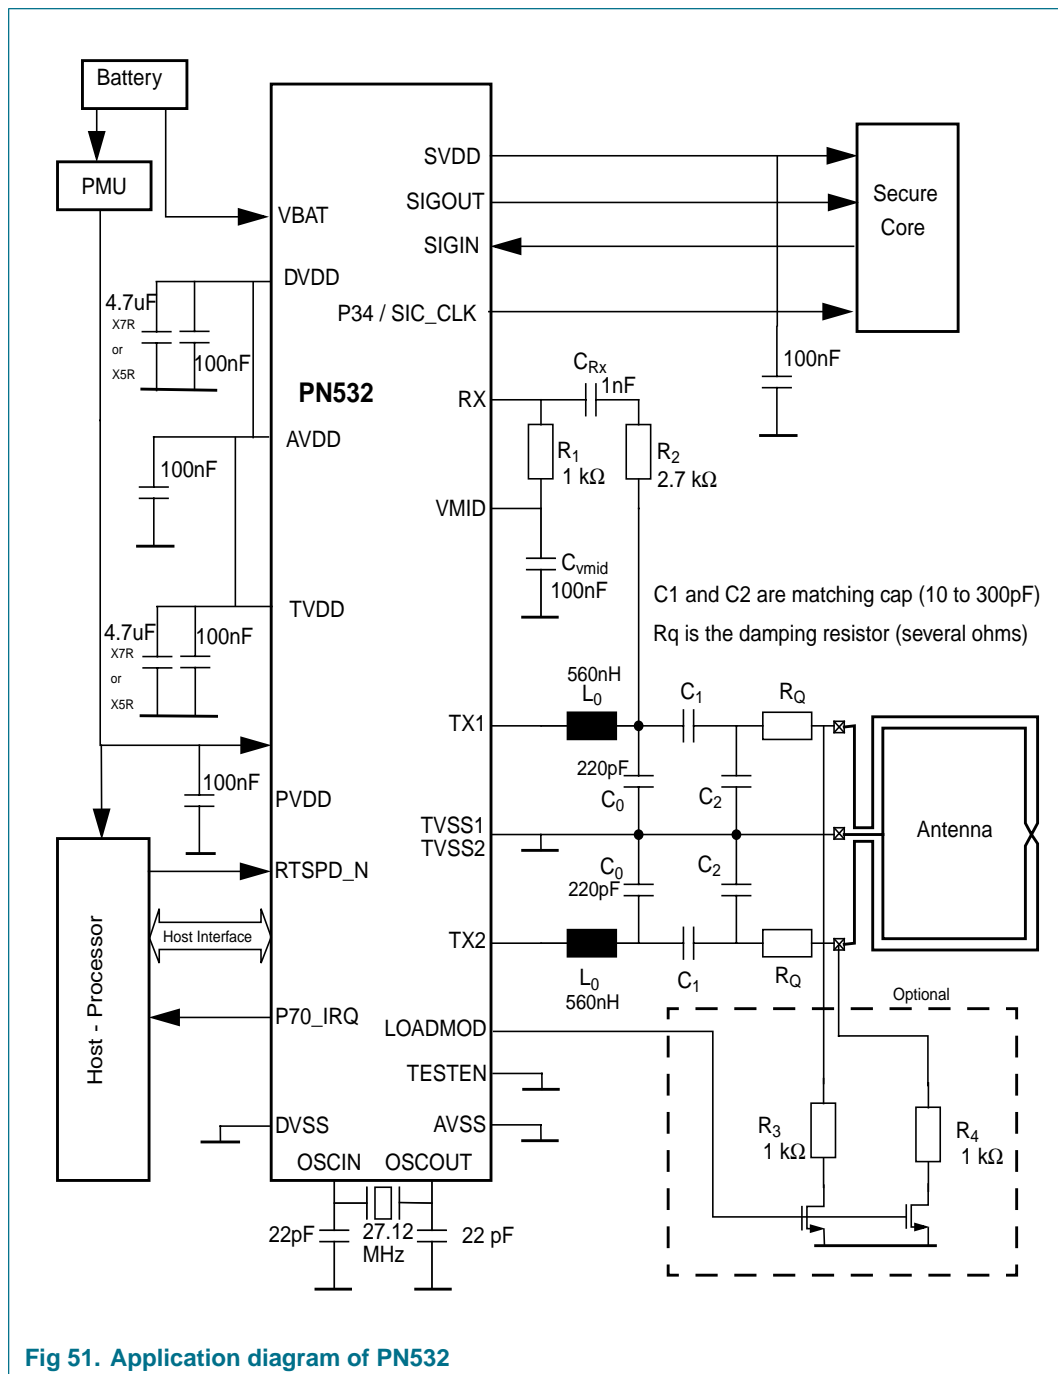 Battery
PMU
VBAT
DVDD
4.7uF
X7R
or
X5R
100nF
PN532
AVDD
100nF
TVDD
4.7uF
X7R
or
X5R
100nF
100nF
PVDD
RTSPD_N
Host Interface
Host - Processor
P70_IRQ
DVSS
OSCIN
OSCOUT
22pF
27.12
MHz
22 pF
SVDD
SIGOUT
SIGIN
P34 / SIC_CLK
Secure
Core
100nF
RX
CRx
1nF
R1
1 kΩ
R2
2.7 kΩ
VMID
Cvmid
100nF
C1 and C2 are matching cap (10 to 300pF)
Rq is the damping resistor (several ohms)
560nH
L0
C1
RQ
TX1
220pF
C0
C2
TVSS1
TVSS2
Antenna
C0
220pF
C2
TX2
L0
560nH
C1
RQ
Optional
LOADMOD
TESTEN
AVSS
R3
1 kΩ
R4
1 kΩ
Fig 51. Application diagram of PN532